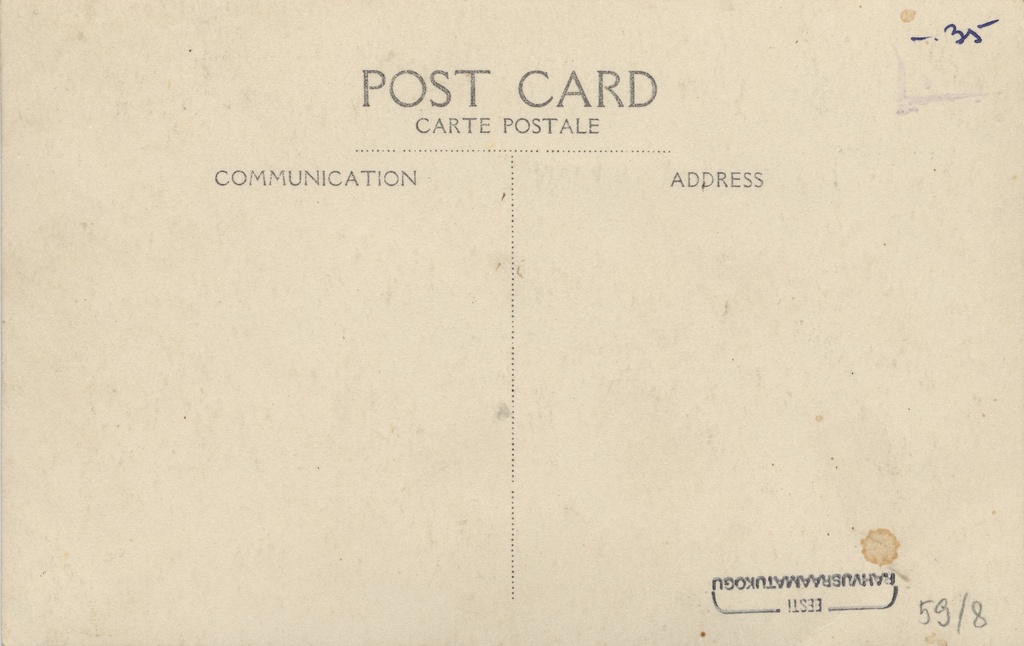 –.35
POST CARD
CARTE POSTALE
COMMUNICATION
ADDRESS
EESTI
RAHVUSRAAMATUKOGU
59/8